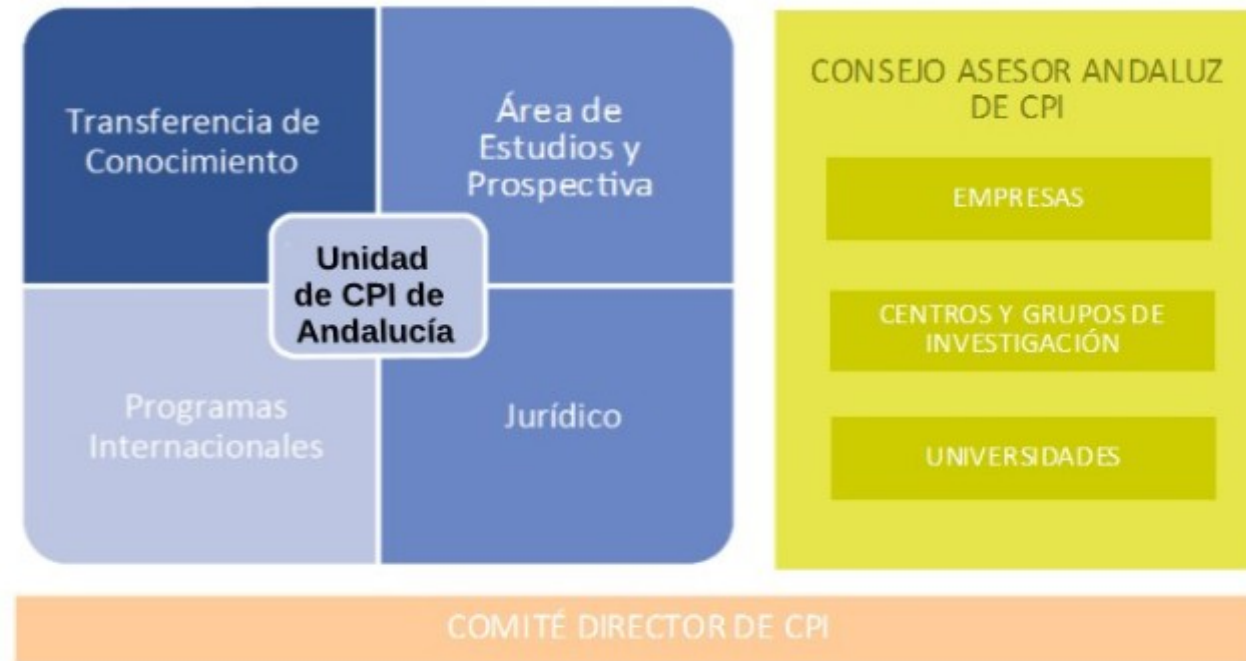 Transferencia de
Conocimiento
Área de
Estudios y
Prospectiva
Unidad
de CPI de
Andalucía
Programas
Internacionales
Jurídico
CONSEJO ASESOR ANDALUZ
DE CPI
EMPRESAS
CENTROS Y GRUPOS DE
INVESTIGACIÓN
UNIVERSIDADES
COMITÉ DIRECTOR DE CPI